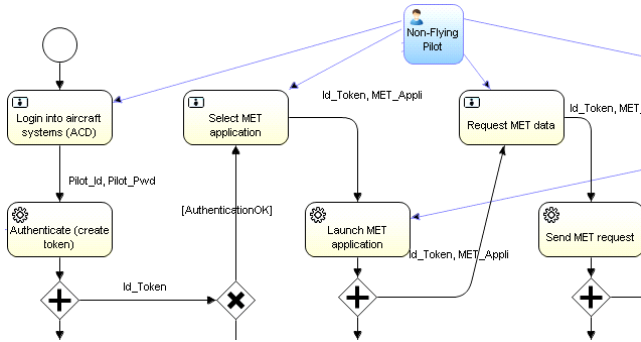 Non-Flying
Pilot
Id_Token, MET_Appli
Id_Token, MET_
Login into aircraft
systems (ACD)
Select MET
application
Request MET data
Pilot_Id, Pilot_Pwd
[AuthenticationOK]
Authenticate (create
token)
Launch MET
application
Send MET request
Id_Token, MET_Appli
Id_Token